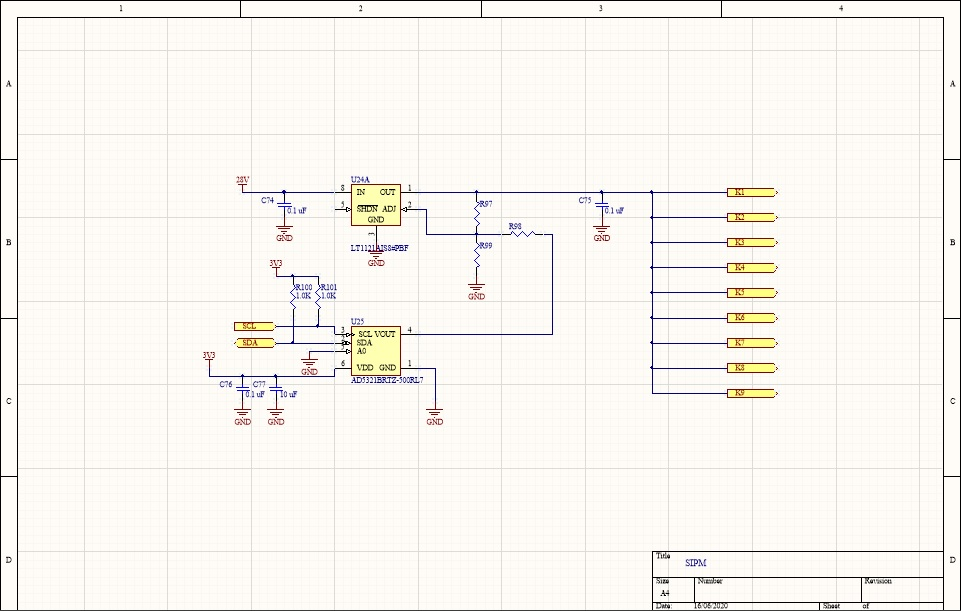 1 2 3 4
A A
28V
U24A
8 IN OUT 1
C74
0.1 uF
5 SHDN ADJ 2
GND
3
GND
LT1121AIS8#PBF
GND
R97
R98
R99
GND
C75
0.1 uF
GND
K1
K2
B B
K3
K4
K5
K6
K7
K8
K9
3V3
R100 R101
1.0K 1.0K
SCL
SDA
U25
3 SCL VOUT 4
SDA
A0
GND
3V3
6 VDD GND 1
AD5321BRTZ-500RL7
C76 C77
0.1 uF 10 uF
GND GND
GND
C C
D D
Title
SIPM
Size Number Revision
A4
Date: 16/06/2020 Sheet of